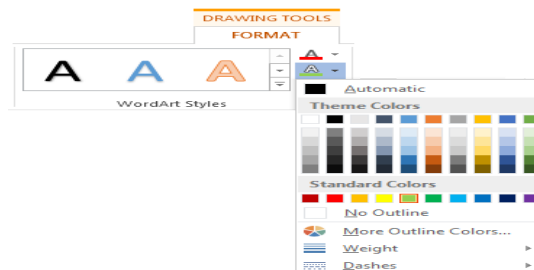 DRAWING TOOLS
FORMAT
A A A
A
A
WordArt Styles
Automatic
Theme Colors
Standard Colors
No Outline
More Outline Colors...
Weight
Dashes